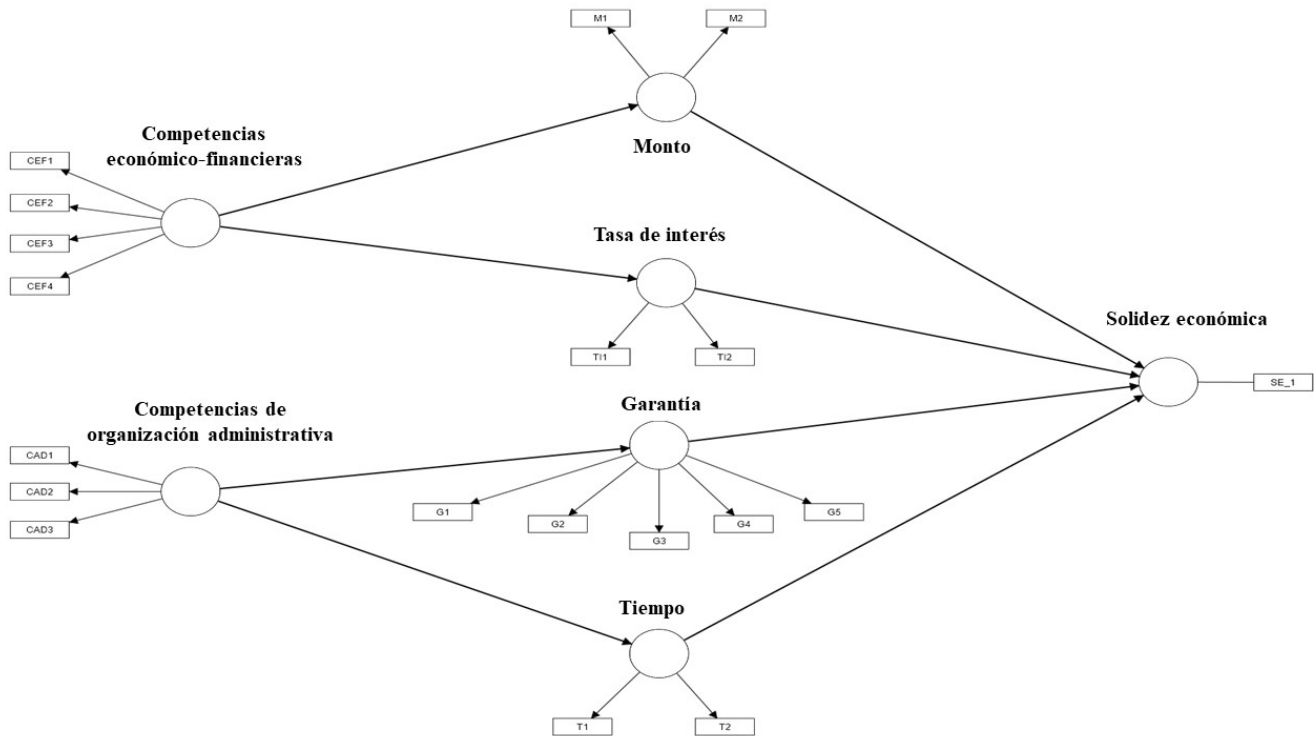 M1
M2
Monto
Competencias
económico-financieras
CEF1
CEF2
CEF3
CEF4
Tasa de interés
TI1
TI2
Solidez económica
SE_1
Competencias de
organización administrativa
CAD1
CAD2
CAD3
Garantía
G1
G2
G3
G4
G5
Tiempo
T1
T2